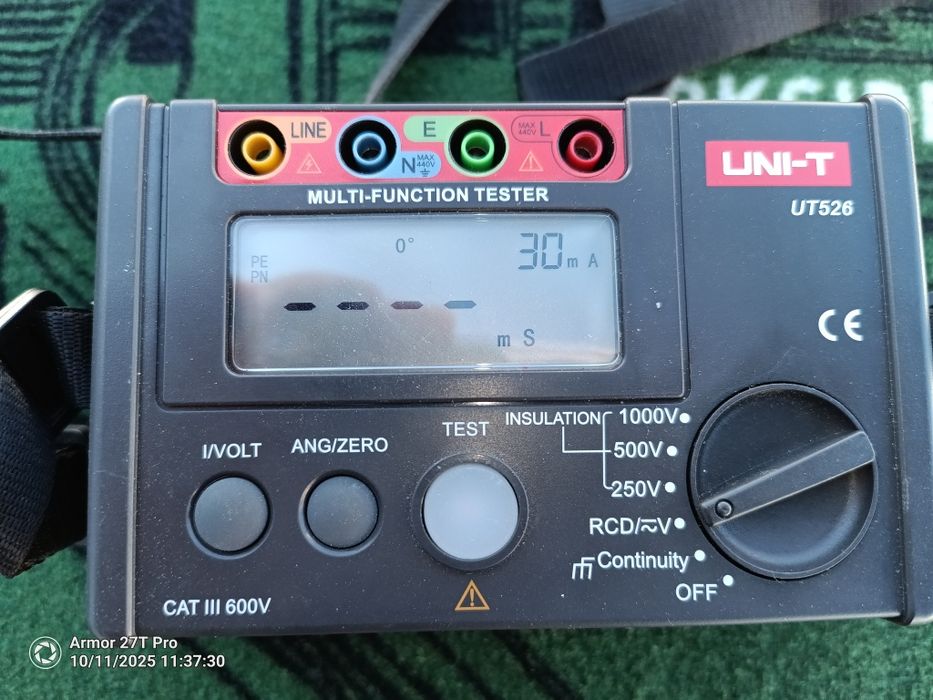 LINE
N MAX 440V
E
MAX 440V L
UNI-T
MULTI-FUNCTION TESTER
UT526
0°
30 m A
PE
PN
- - - -
m S
CE
INSULATION
1000V
500V
250V
RCD/≂V
Continuity
OFF
I/VOLT
ANG/ZERO
TEST
CAT III 600V
Armor 27T Pro
10/11/2025 11:37:30